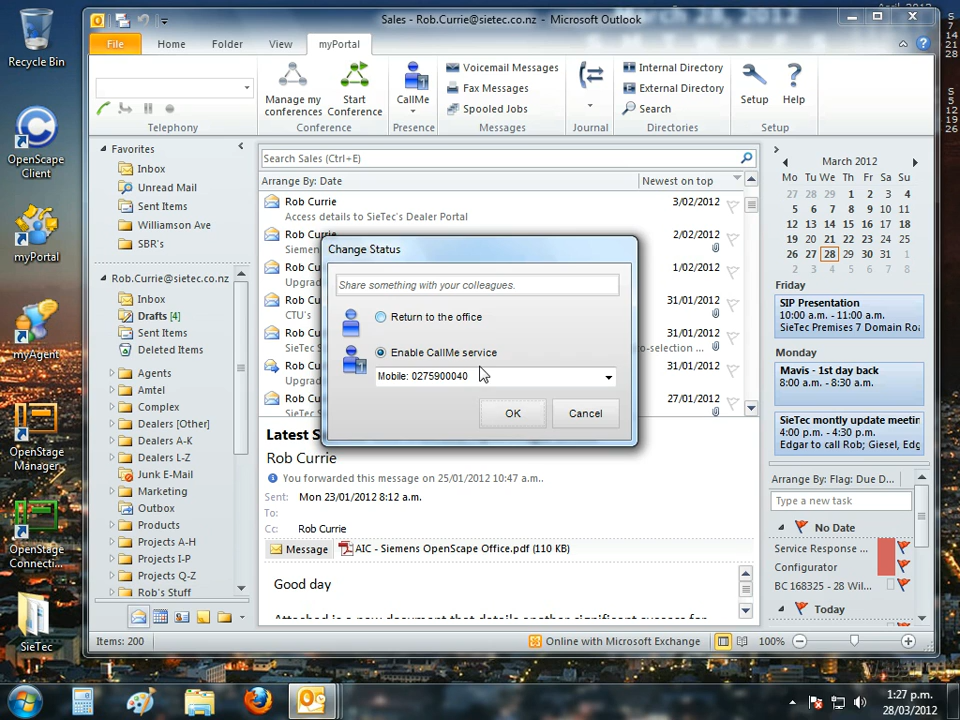 Sales - Rob.Currie@sietec.co.nz - Microsoft Outlook
March 28, 2012
File
Home
Folder
View
myPortal
Manage my conferences
Start Conference
CallMe
Voicemail Messages
Fax Messages
Spooled Jobs
Internal Directory
External Directory
Search
Setup
Help
Telephony
Conference
Presence
Messages
Journal
Directories
Setup
Recycle Bin
OpenScape Client
myPortal
myAgent
OpenStage Manager
OpenStage Connecti...
SieTec
Favorites
Inbox
Unread Mail
Sent Items
Williamson Ave
SBR's
Rob.Currie@sietec.co.nz
Inbox
Drafts [4]
Sent Items
Deleted Items
Agents
Amtel
Complex
Dealers [Other]
Dealers A-K
Dealers L-Z
Junk E-Mail
Marketing
Outbox
Products
Projects A-H
Projects I-P
Projects Q-Z
Rob's Stuff
Search Sales (Ctrl+E)
Arrange By: Date
Newest on top
Rob Currie
3/02/2012
Access details to SieTec's Dealer Portal
2/02/2012
Siemen
1/02/2012
Upgrad
31/01/2012
CTU's
31/01/2012
SieTec S
o-selection ...
31/01/2012
Upgrad
27/01/2012
Change Status
Share something with your colleagues.
Return to the office
Enable CallMe service
Mobile: 0275900040
OK
Cancel
Latest S
Rob Currie
You forwarded this message on 25/01/2012 10:47 a.m..
Sent:
Mon 23/01/2012 8:12 a.m.
To:
Cc:
Rob Currie
Message
AIC - Siemens OpenScape Office.pdf (110 KB)
Good day
March 2012
Mo Tu We Th Fr Sa Su
27 28 29 1 2 3 4
5 6 7 8 9 10 11
12 13 14 15 16 17 18
19 20 21 22 23 24 25
26 27 28 29 30 31 1
2 3 4 5 6 7 8
Friday
SIP Presentation
10:00 a.m. - 11:00 a.m.
SieTec Premises 7 Domain Roa
Monday
Mavis - 1st day back
8:00 a.m. - 8:30 a.m.
SieTec montly update meetin
4:00 p.m. - 4:30 p.m.
Edgar to call Rob; Giesel, Edg
Arrange By: Flag: Due D...
Type a new task
No Date
Service Response ...
Configurator
BC 168325 - 28 Wil...
Today
Items: 200
Online with Microsoft Exchange
100%
1:27 p.m.
28/03/2012